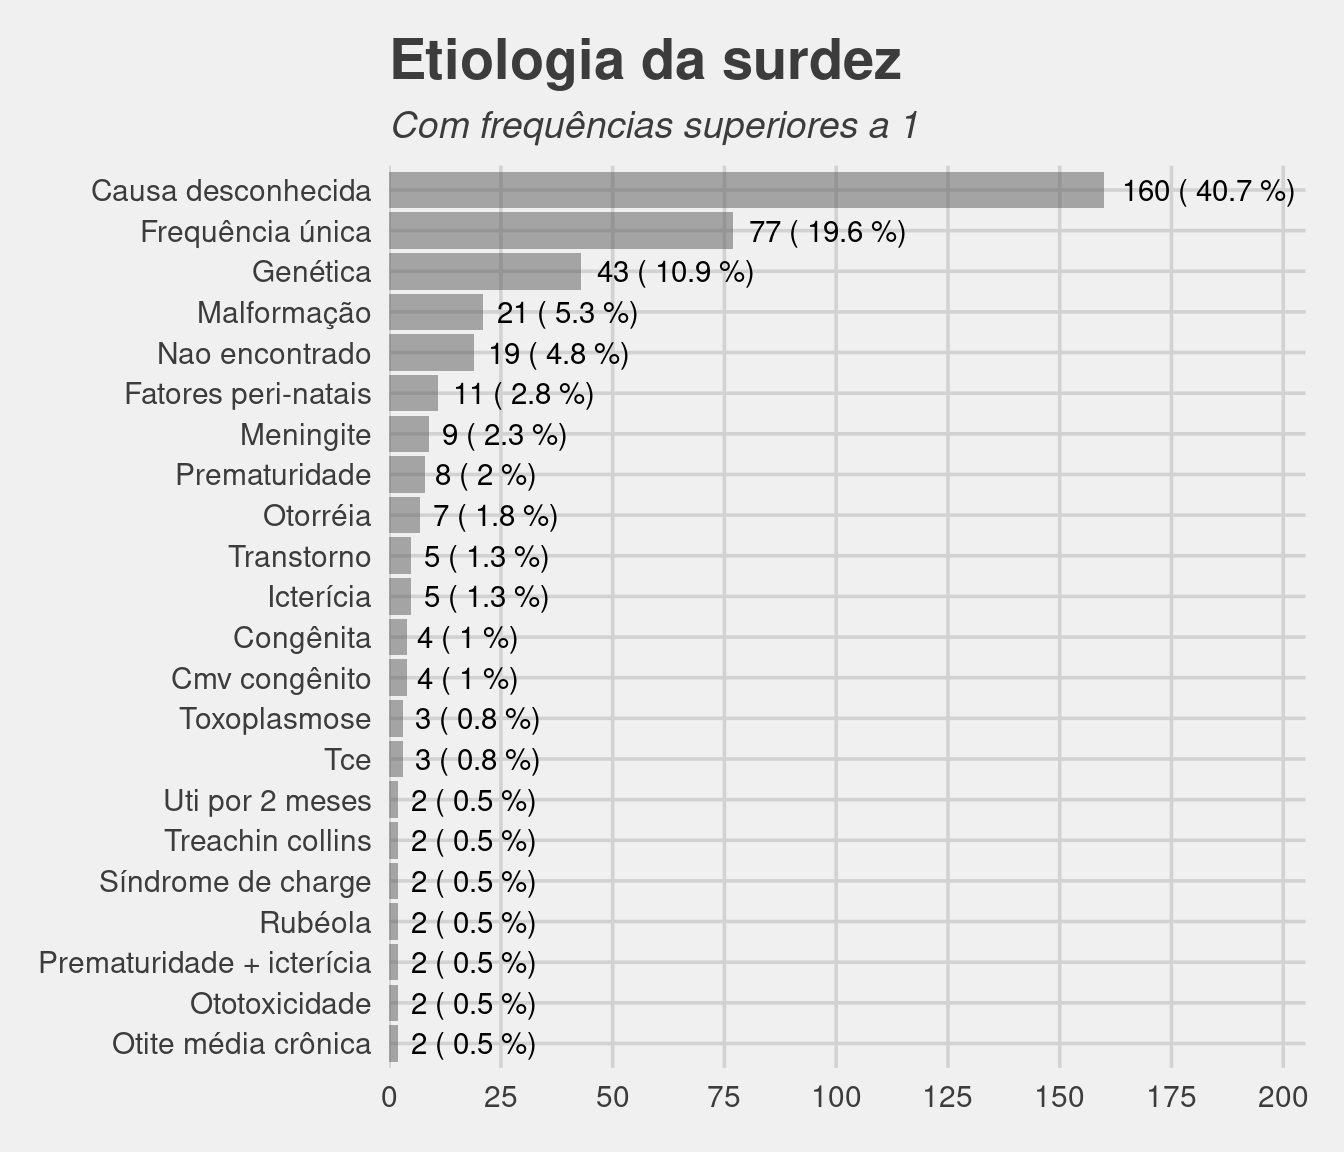 Etiologia da surdez
Com frequências superiores a 1
Causa desconhecida 160 ( 40.7 %)
Frequência única 77 ( 19.6 %)
Genética 43 ( 10.9 %)
Malformação 21 ( 5.3 %)
Nao encontrado 19 ( 4.8 %)
Fatores peri-natais 11 ( 2.8 %)
Meningite 9 ( 2.3 %)
Prematuridade 8 ( 2 %)
Otorréia 7 ( 1.8 %)
Transtorno 5 ( 1.3 %)
Icterícia 5 ( 1.3 %)
Congênita 4 ( 1 %)
Cmv congênito 4 ( 1 %)
Toxoplasmose 3 ( 0.8 %)
Tce 3 ( 0.8 %)
Uti por 2 meses 2 ( 0.5 %)
Treachin collins 2 ( 0.5 %)
Síndrome de charge 2 ( 0.5 %)
Rubéola 2 ( 0.5 %)
Prematuridade + icterícia 2 ( 0.5 %)
Ototoxicidade 2 ( 0.5 %)
Otite média crônica 2 ( 0.5 %)
0 25 50 75 100 125 150 175 200